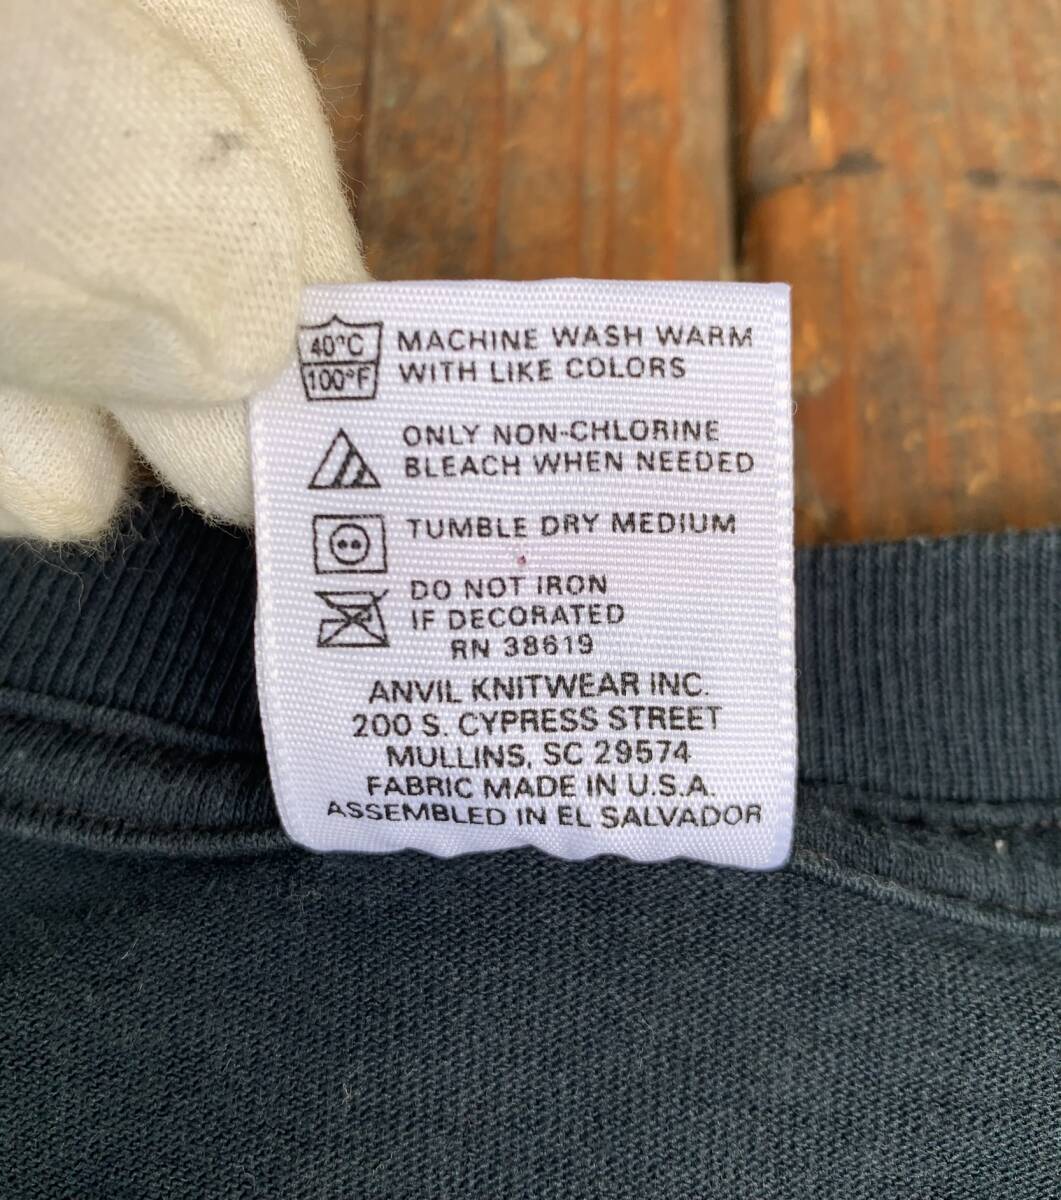 40°C
100°F
MACHINE WASH WARM
WITH LIKE COLORS
ONLY NON-CHLORINE
BLEACH WHEN NEEDED
TUMBLE DRY MEDIUM
DO NOT IRON
IF DECORATED
RN 38619
ANVIL KNITWEAR INC.
200 S. CYPRESS STREET
MULLINS, SC 29574
FABRIC MADE IN U.S.A.
ASSEMBLED IN EL SALVADOR